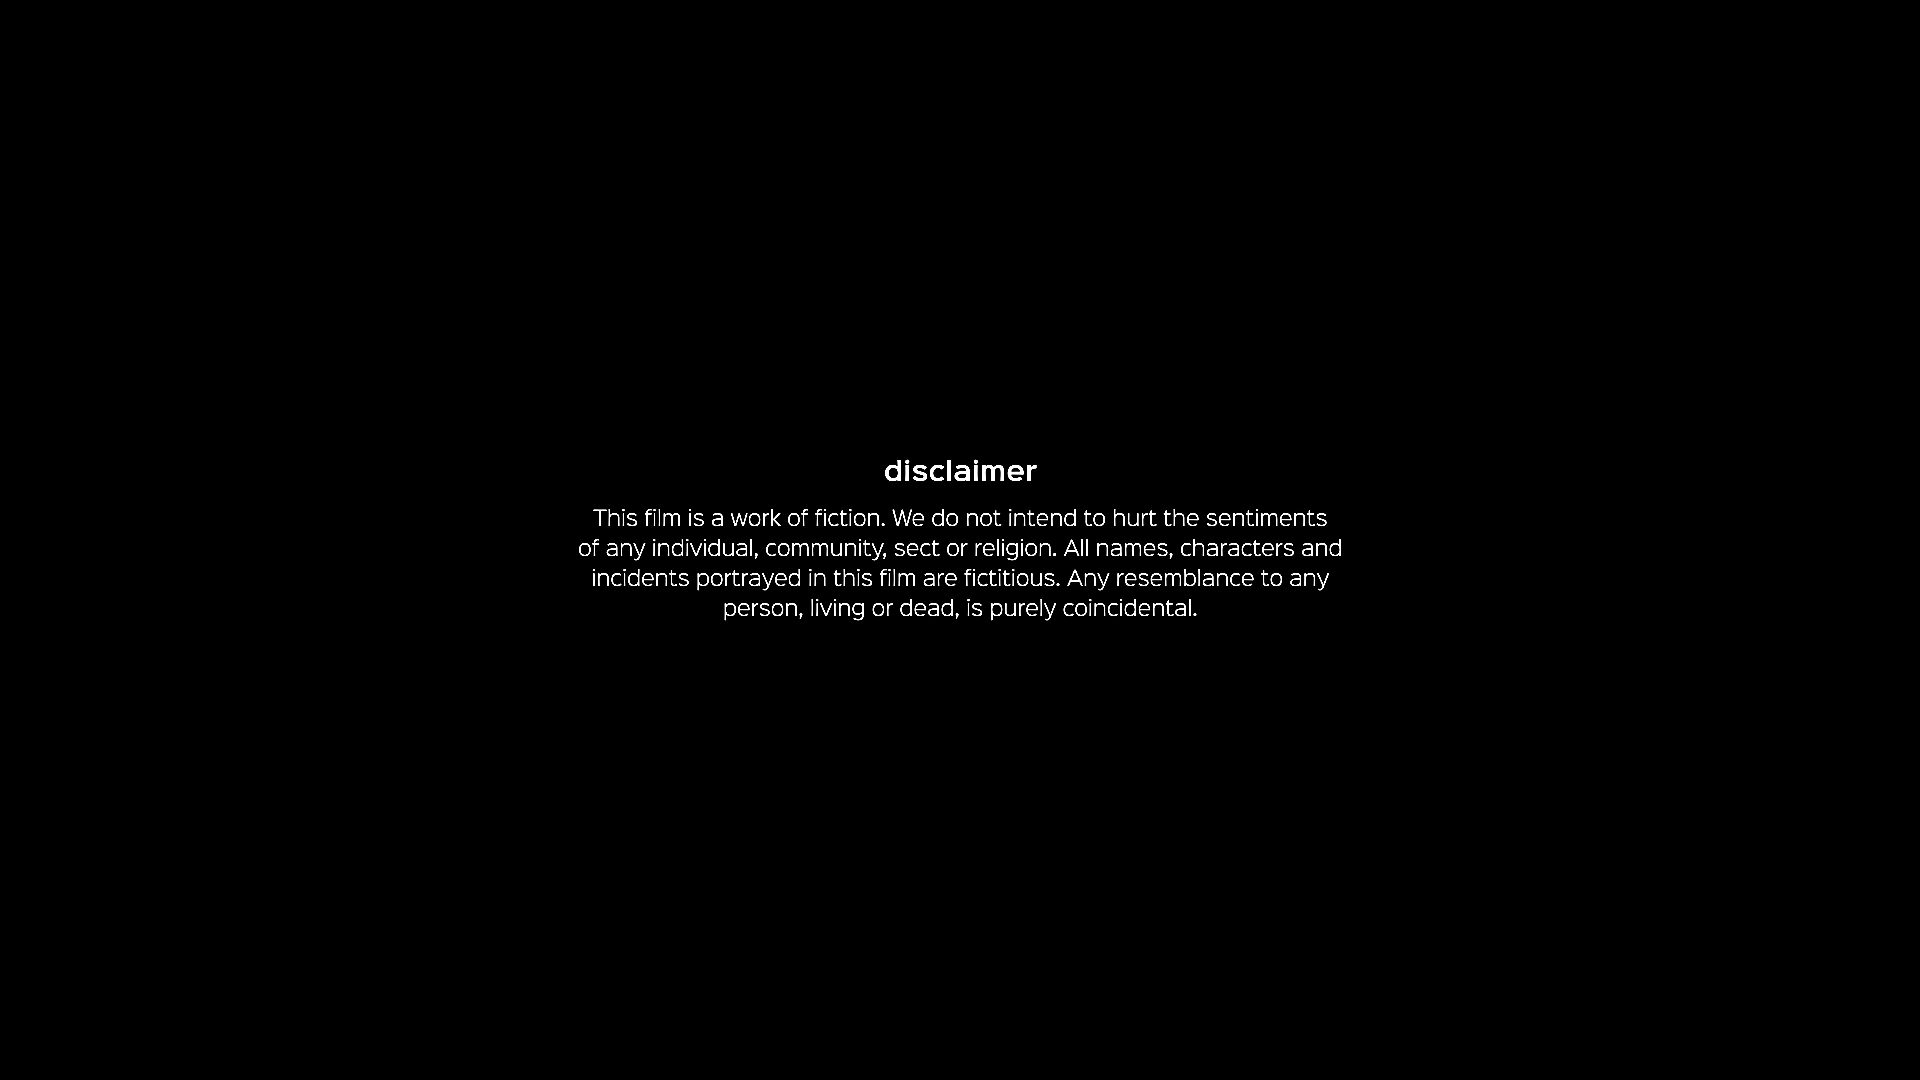 disclaimer
This film is a work of fiction. We do not intend to hurt the sentiments
of any individual, community, sect or religion. All names, characters and
incidents portrayed in this film are fictitious. Any resemblance to any
person, living or dead, is purely coincidental.